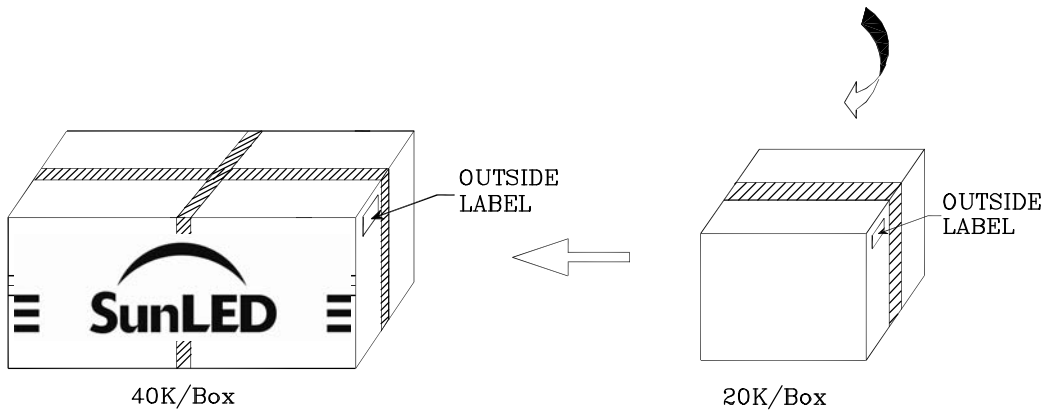 OUTSIDE
LABEL
SunLED
40K/Box
OUTSIDE
LABEL
20K/Box